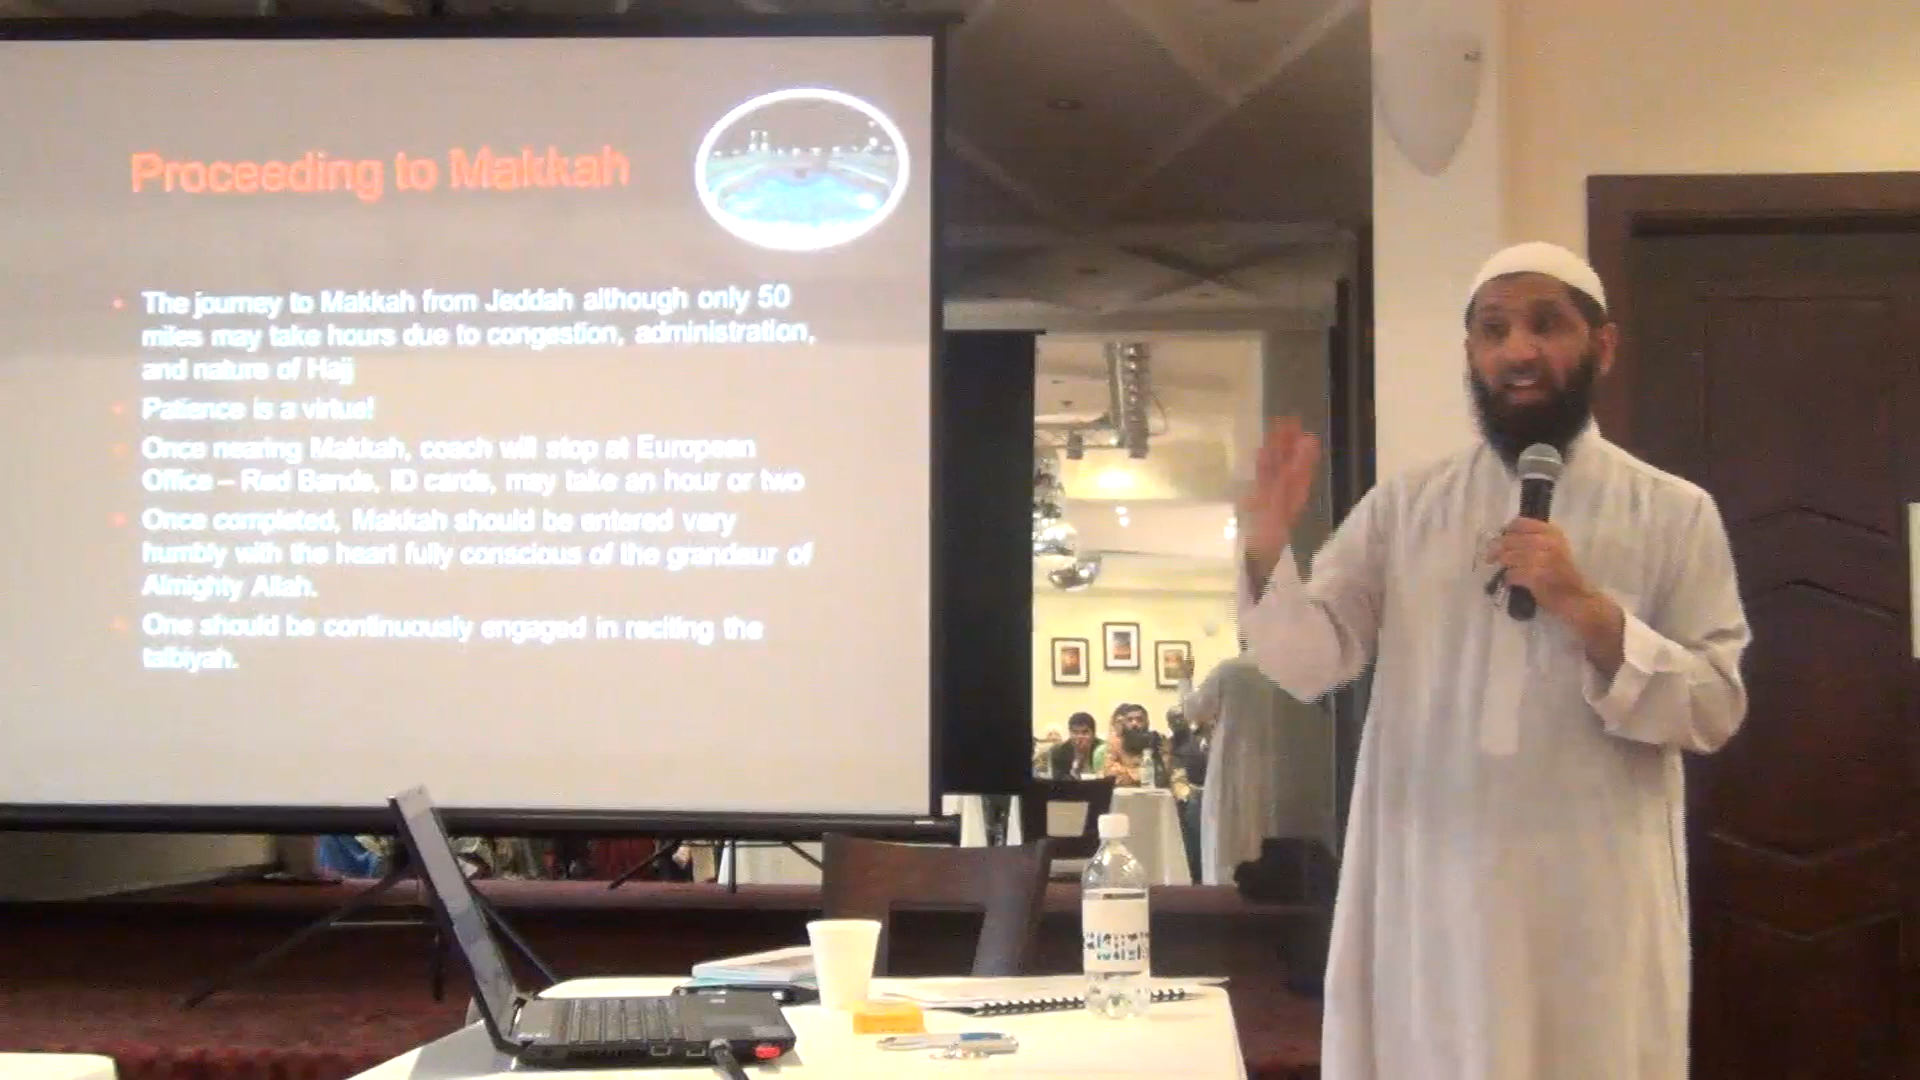 Proceeding to Makkah
• The journey to Makkah from Jeddah although only 50
miles may take hours due to congestion, administration,
and nature of Hajj
• Patience is a virtue!
• Once nearing Makkah, coach will stop at European
Office – Red Bands, ID cards, may take an hour or two
• Once completed, Makkah should be entered very
humbly with the heart fully conscious of the grandeur of
Almighty Allah.
• One should be continuously engaged in reciting the
talbiyah.